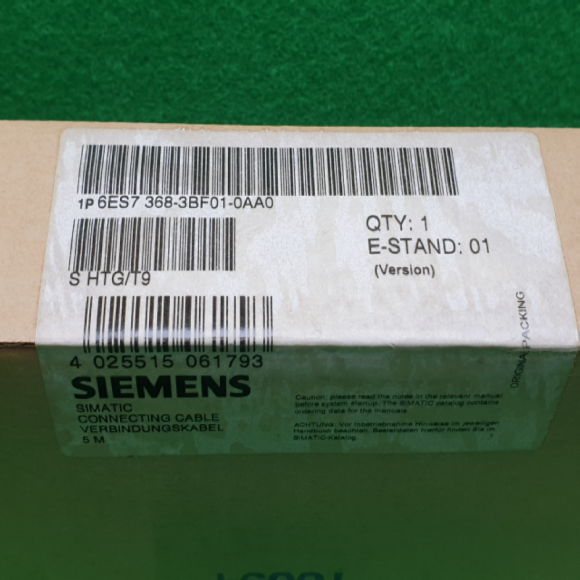 1P 6ES7 368-3BF01-0AA0
QTY: 1
E-STAND: 01
(Version)
S HTG/T9
4 025515 061793
SIEMENS
SIMATIC
CONNECTING CABLE
VERBINDUNGSKABEL
5 M
ORIGINAL PACKING
Caution: please read the notes in the relevant manual
before system startup. The SIMATIC catalog contains
ordering data for the manuals.
ACHTUNG: Vor Inbetriebnahme Hinweise im jeweiligen
Handbuch beachten. Bestelldaten hierfür finden Sie im
SIMATIC-Katalog.